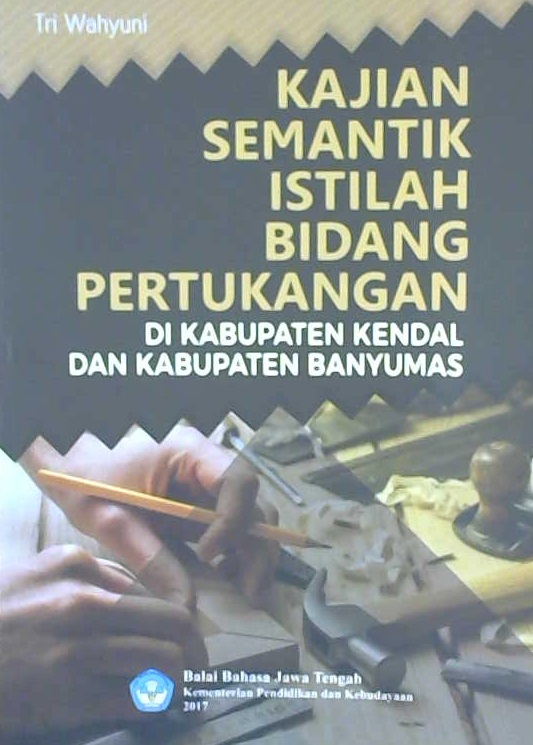 Tri Wahyuni
KAJIAN
SEMANTIK
ISTILAH
BIDANG
PERTUKANGAN
DI KABUPATEN KENDAL
DAN KABUPATEN BANYUMAS
Balai Bahasa Jawa Tengah
Kementerian Pendidikan dan Kebudayaan
2017